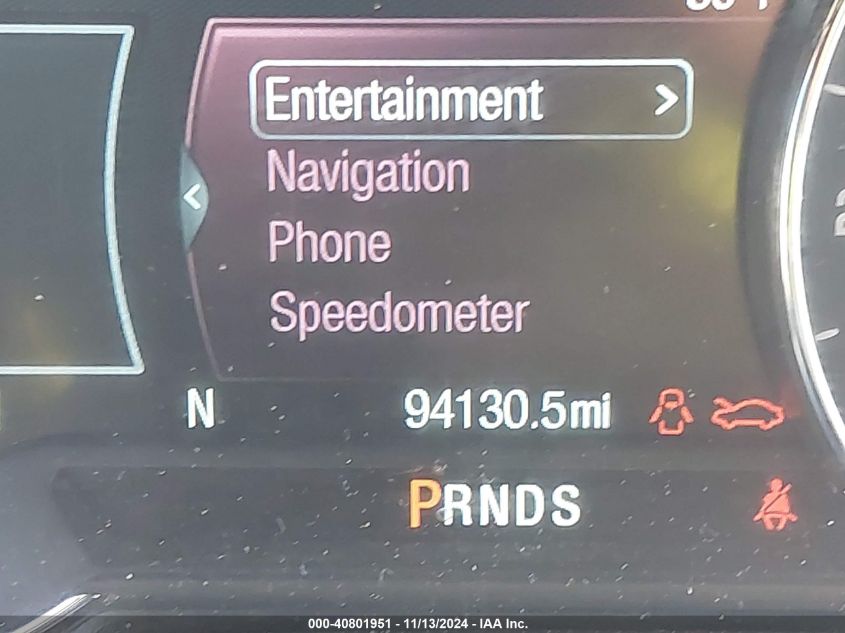 Entertainment >
Navigation
<
Phone
Speedometer
N 94130.5mi
PRNDS
000-40801951 - 11/13/2024 - IAA Inc.